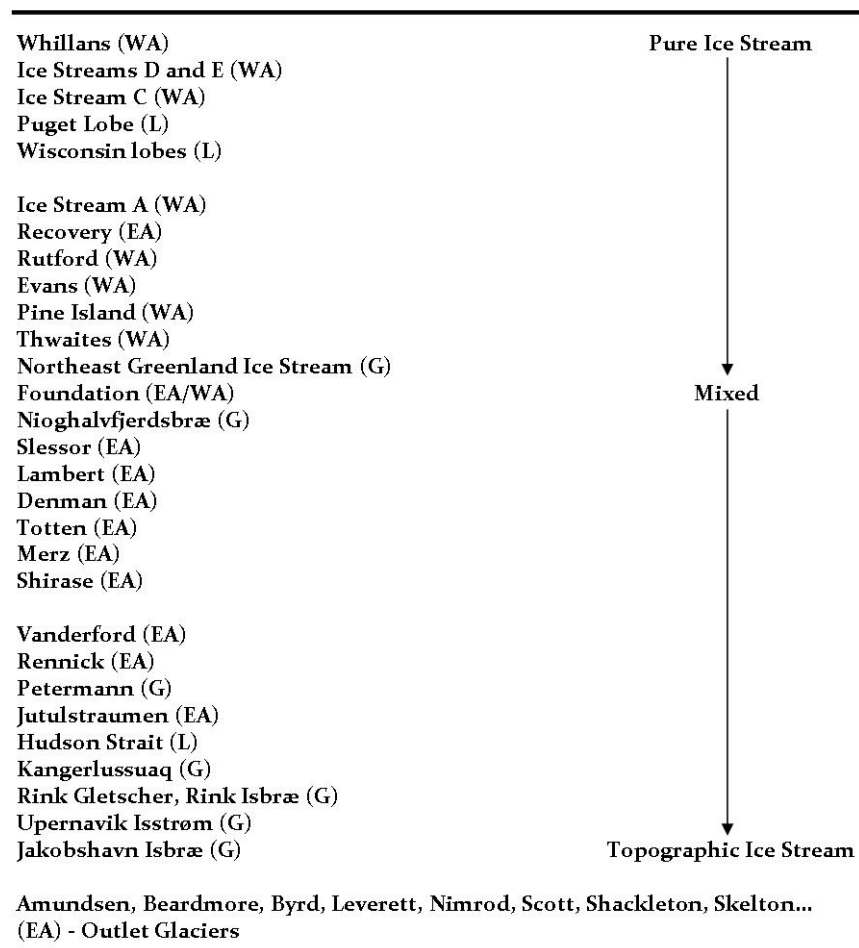 Whillans (WA)
Pure Ice Stream
Ice Streams D and E (WA)
Ice Stream C (WA)
Puget Lobe (L)
Wisconsin lobes (L)
Ice Stream A (WA)
Recovery (EA)
Rutford (WA)
Evans (WA)
Pine Island (WA)
Thwaites (WA)
Northeast Greenland Ice Stream (G)
Foundation (EA/WA)
Mixed
Nioghalvfjerdsbræ (G)
Slessor (EA)
Lambert (EA)
Denman (EA)
Totten (EA)
Merz (EA)
Shirase (EA)
Vanderford (EA)
Rennick (EA)
Petermann (G)
Jutulstraumen (EA)
Hudson Strait (L)
Kangerlussuaq (G)
Rink Gletscher, Rink Isbræ (G)
Upernavik Isstrøm (G)
Jakobshavn Isbræ (G)
Topographic Ice Stream
Amundsen, Beardmore, Byrd, Leverett, Nimrod, Scott, Shackleton, Skelton...
(EA) - Outlet Glaciers